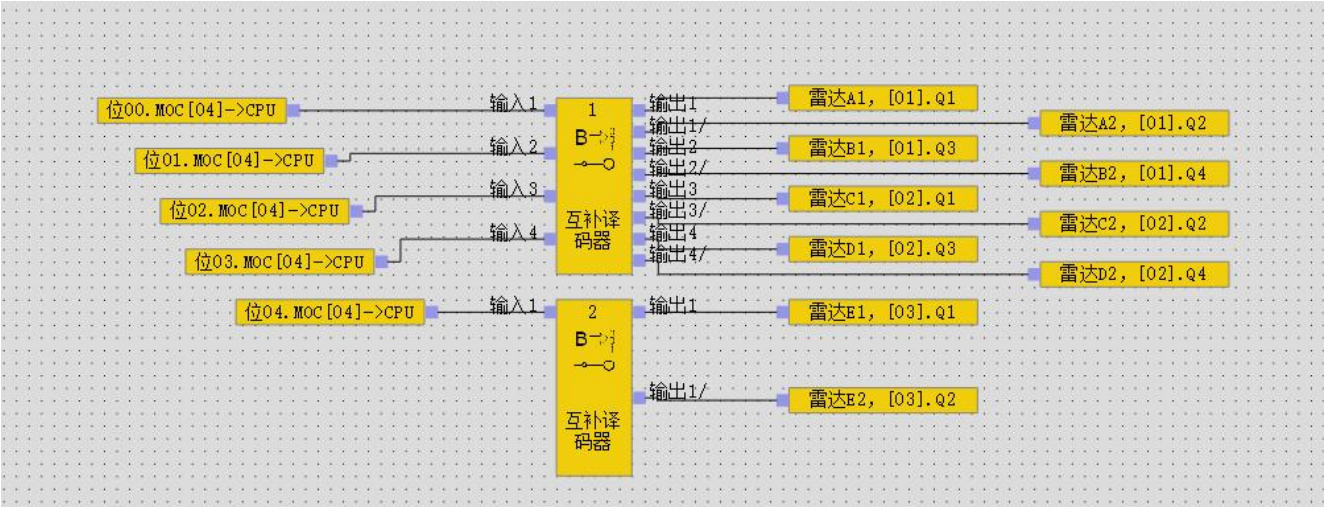 位00.MOC[04]->CPU
位01.MOC[04]->CPU
位02.MOC[04]->CPU
位03.MOC[04]->CPU
输入1
输入2
输入3
输入4
1
B
互补译
码器
输出1
输出1/
输出2
输出2/
输出3
输出3/
输出4
输出4/
雷达A1, [01].Q1
雷达A2, [01].Q2
雷达B1, [01].Q3
雷达B2, [01].Q4
雷达C1, [02].Q1
雷达C2, [02].Q2
雷达D1, [02].Q3
雷达D2, [02].Q4
位04.MOC[04]->CPU
输入1
2
B
互补译
码器
输出1
输出1/
雷达E1, [03].Q1
雷达E2, [03].Q2